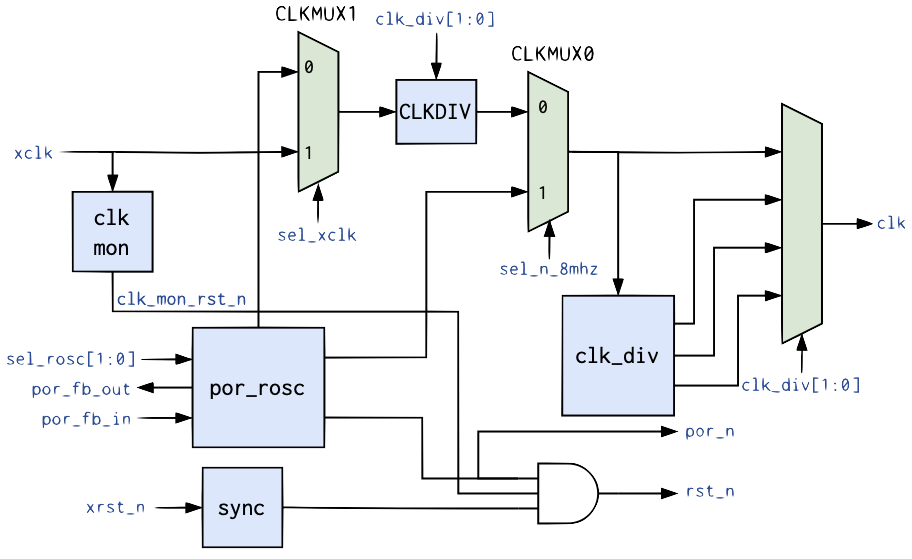 CLKMUX1
clk_div[1:0]
CLKMUX0
0
CLKDIV
0
xclk
1
clk
mon
1
clk
sel_xclk
sel_n_8mhz
clk_mon_rst_n
sel_rosc[1:0]
por_fb_out
por_fb_in
por_rosc
clk_div
clk_div[1:0]
por_n
xrst_n
sync
rst_n